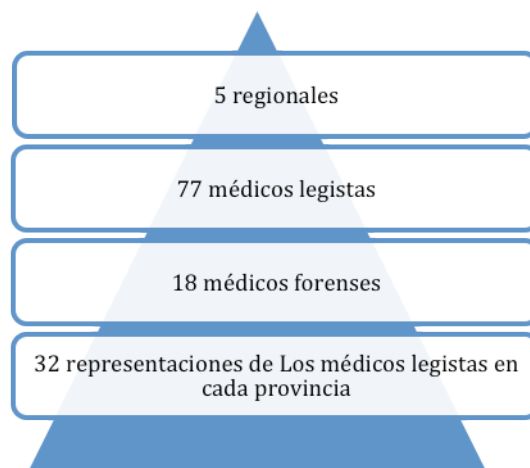 5 regionales
77 médicos legistas
18 médicos forenses
32 representaciones de Los médicos legistas en
cada provincia